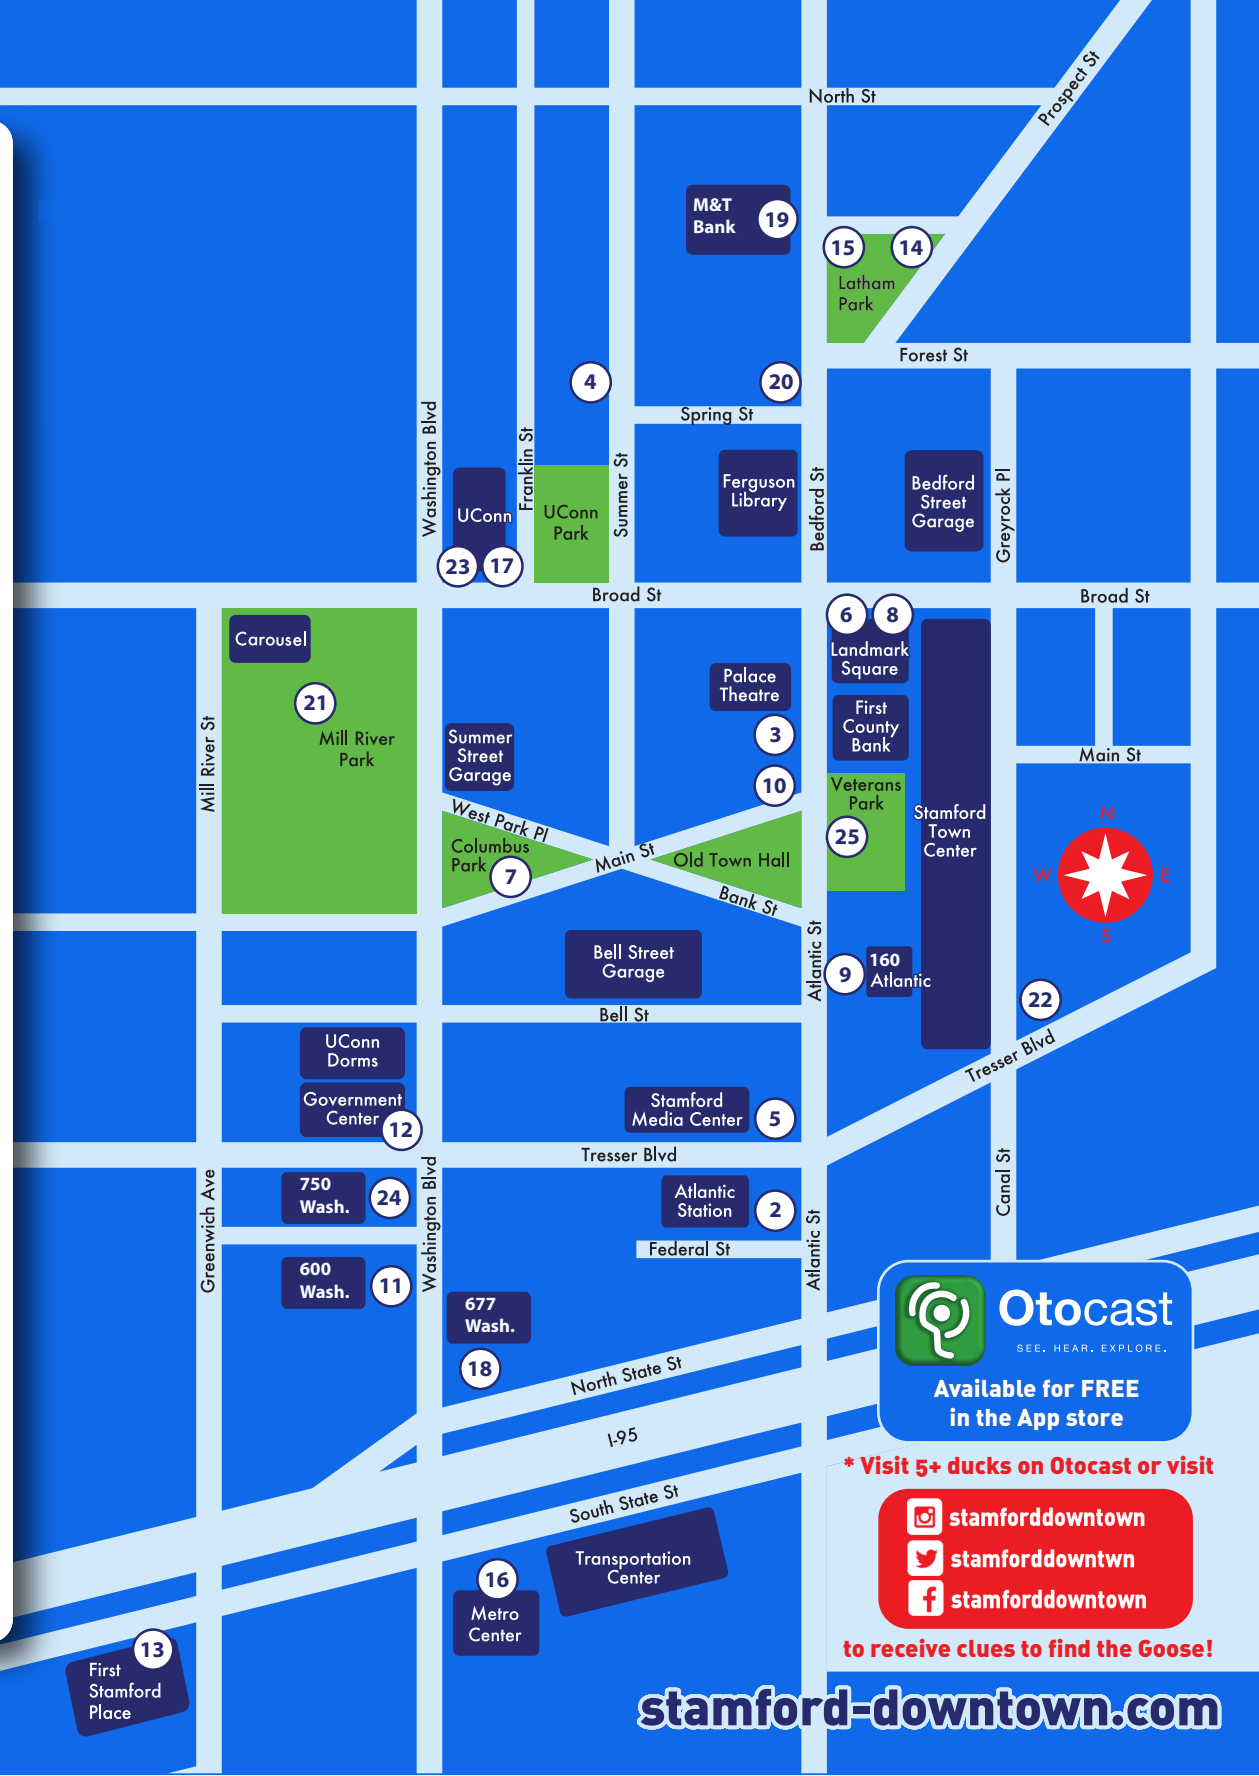 North St
Prospect St
M&T
Bank
19
15
14
Latham
Park
Forest St
4
20
Spring St
Washington Blvd
Franklin St
Summer St
Bedford St
Greyrock Pl
UConn
UConn
Park
Ferguson
Library
Bedford
Street
Garage
23
17
Broad St
Broad St
6
8
Landmark
Square
Carousel
21
Mill River
Park
Mill River St
Palace
Theatre
3
First
County
Bank
Summer
Street
Garage
10
Main St
Veterans
Park
25
Stamford
Town
Center
West Park Pl
Columbus
Park
7
Main St
Old Town Hall
Bank St
N
W
E
S
Bell Street
Garage
Atlantic St
9
160
Atlantic
22
Bell St
Tresser Blvd
UConn
Dorms
Government
Center
12
Stamford
Media Center
5
Tresser Blvd
Greenwich Ave
750
Wash.
24
Washington Blvd
Atlantic
Station
2
Atlantic St
Canal St
Federal St
600
Wash.
11
677
Wash.
18
North State St
I-95
South State St
Otocast
SEE. HEAR. EXPLORE.
Available for FREE
in the App store
* Visit 5+ ducks on Otocast or visit
stamforddowntown
stamforddowntwn
stamforddowntown
to receive clues to find the Goose!
Transportation
Center
16
Metro
Center
13
First
Stamford
Place
stamford-downtown.com